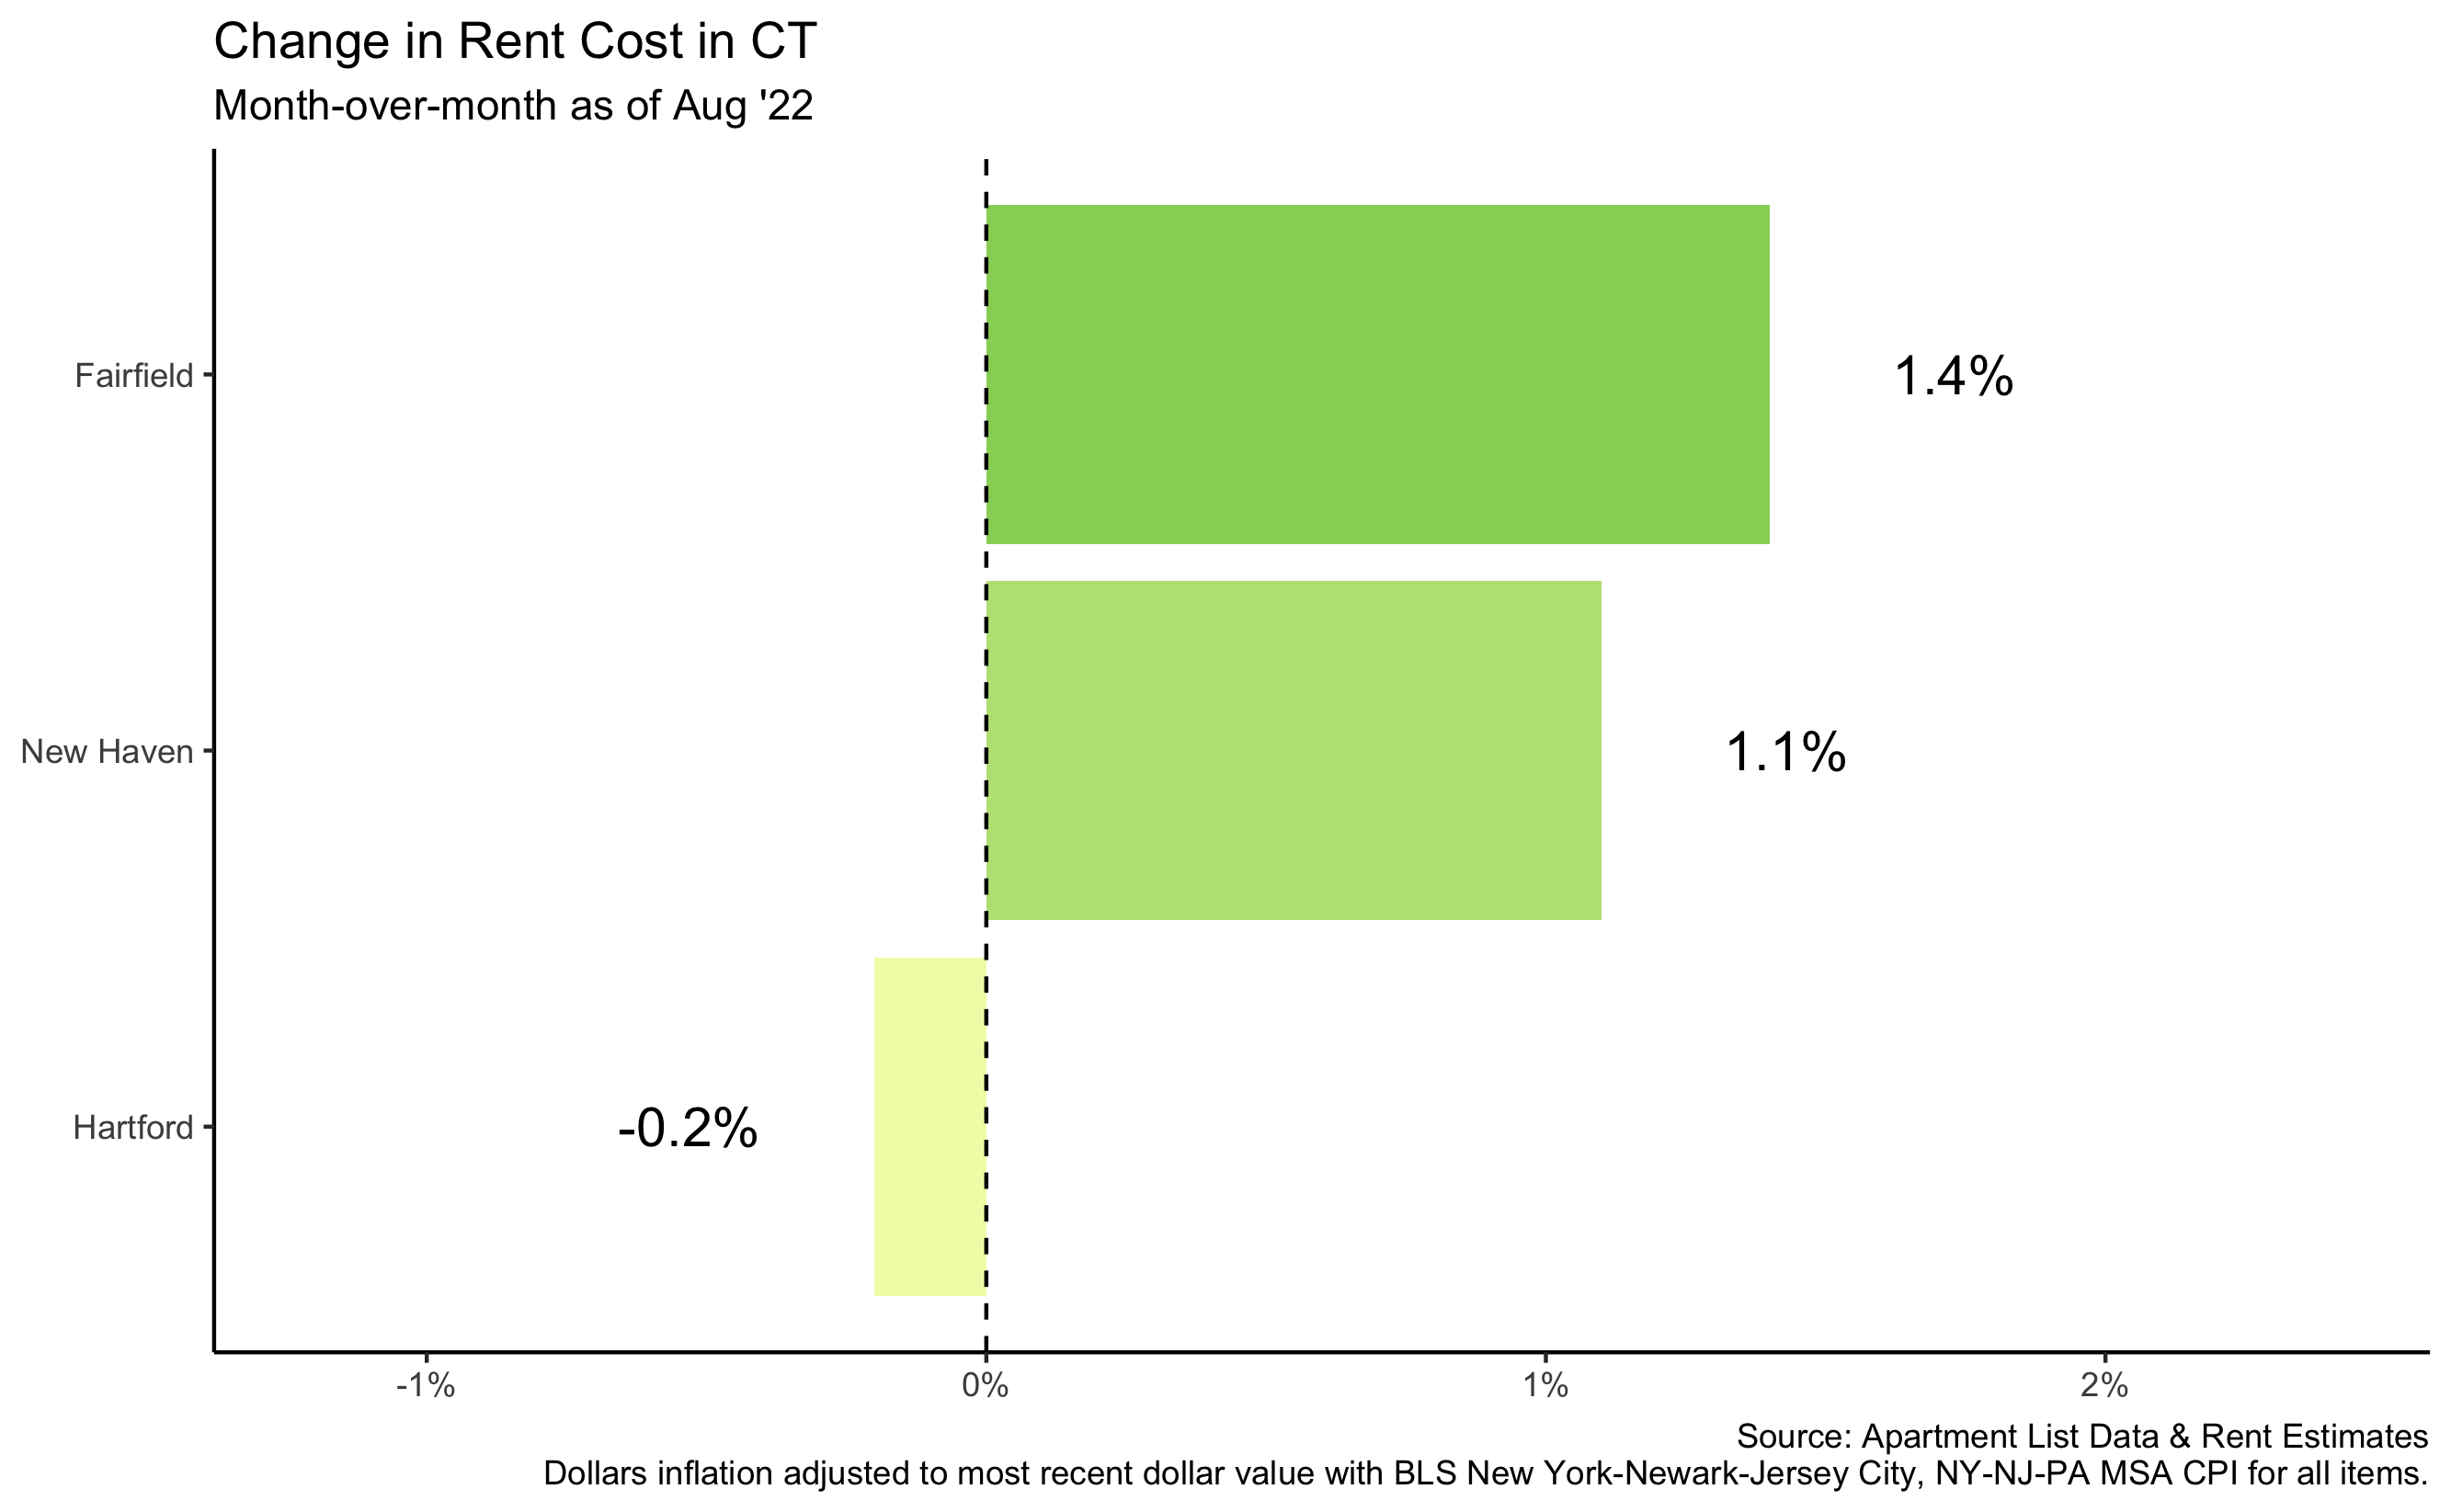 Change in Rent Cost in CT
Month-over-month as of Aug '22
Fairfield
1.4%
New Haven
1.1%
Hartford
-0.2%
-1%
0%
1%
2%
Source: Apartment List Data & Rent Estimates
Dollars inflation adjusted to most recent dollar value with BLS New York-Newark-Jersey City, NY-NJ-PA MSA CPI for all items.